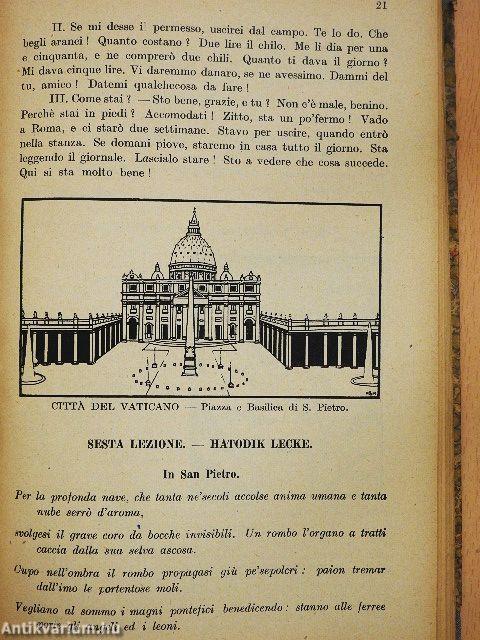 21
II. Se mi desse il permesso, uscirei dal campo. Te lo do. Che
begli aranci! Quanto costano? Due lire il chilo. Me li dia per una
e cinquanta, e ne comprerò due chili. Quanto ti dava il giorno?
Mi dava cinque lire. Vi daremmo danaro, se ne avessimo. Dammi del
tu, amico! Datemi qualchecosa da fare!
III. Come stai? — Sto bene, grazie, e tu? Non c'è male, benino.
Perchè stai in piedi? Accomodati! Zitto, sta un po'fermo! Vado
a Roma, e ci starò due settimane. Stavo per uscire, quando entrò
nella stanza. Se domani piove, staremo in casa tutto il giorno. Sta
leggendo il giornale. Lascialo stare! Sto a vedere che cosa succede.
Qui si sta molto bene!
CITTÀ DEL VATICANO — Piazza e Basilica di S. Pietro.
SESTA LEZIONE. — HATODIK LECKE.
In San Pietro.
Per la profonda nave, che tanta ne'secoli accolse anima umana e tanta
nube serrò d'aroma,
svolgesi il grave coro da bocche invisibili. Un rombo l'organo a tratti
caccia dalla sua selva ascosa.
Cupo nell'ombra il rombo propagasi giù pe'sepolcri: paion tremar
dall'imo le portentose moli.
Vegliano al sommo i magni pontefici benedicendo: stanno alle ferree
porte gli angeli ed i leoni.
Antikvarium.hu